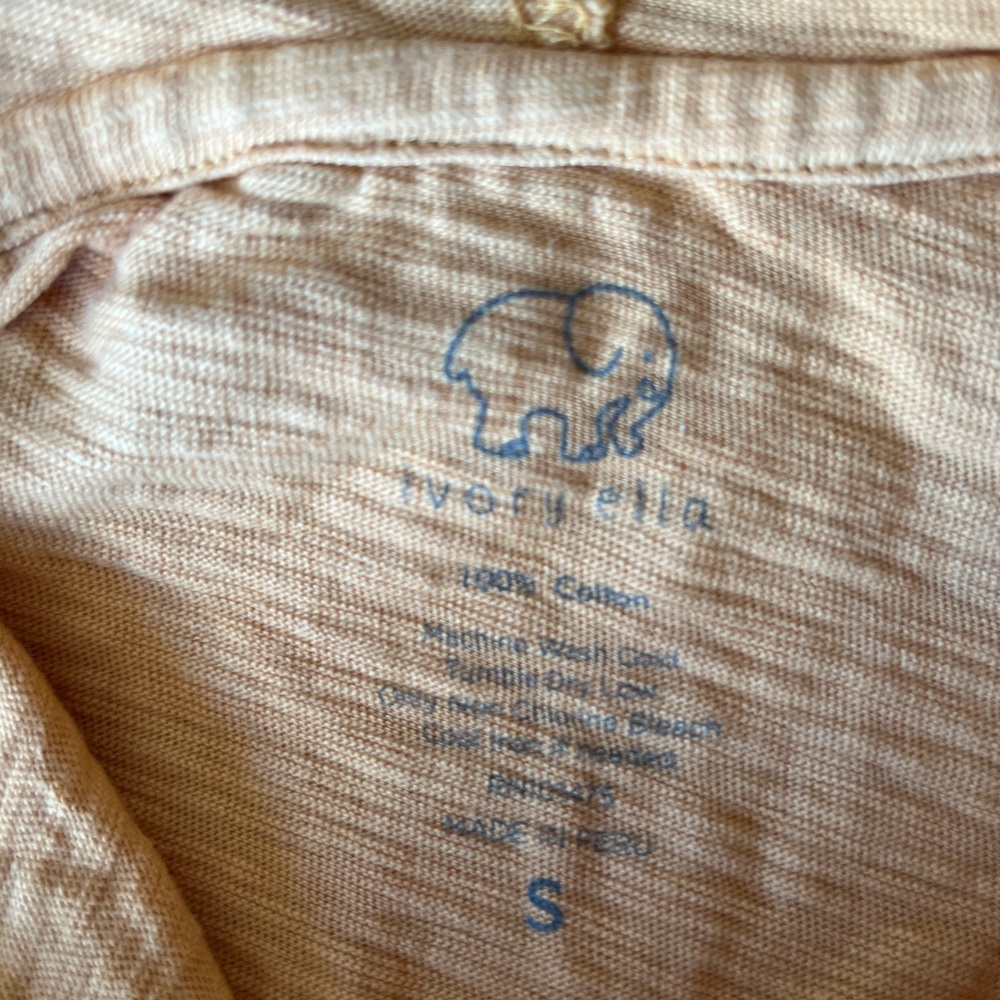 ivory ella
100% Cotton
Machine Wash Cold
Tumble Dry Low
Only Non-Chlorine Bleach
Cool Iron if needed
MADE IN PERU
S